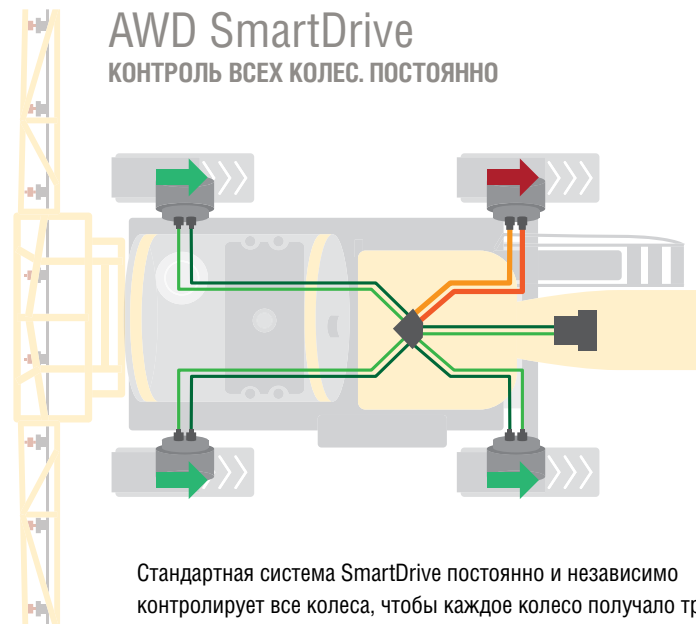 AWD SmartDrive
КОНТРОЛЬ ВСЕХ КОЛЕС. ПОСТОЯННО
Стандартная система SmartDrive постоянно и независимо
контролирует все колеса, чтобы каждое колесо получало